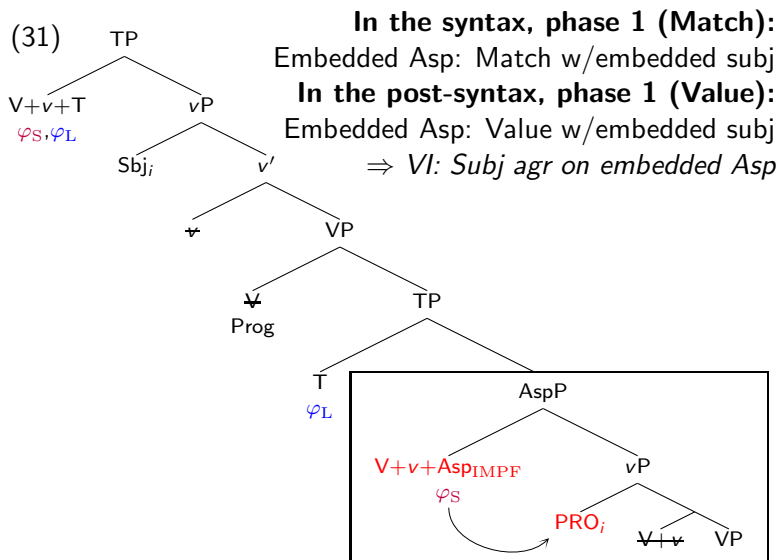 (31)
In the syntax, phase 1 (Match):
Embedded Asp: Match w/embedded subj
In the post-syntax, phase 1 (Value):
Embedded Asp: Value w/embedded subj
⇒ VI: Subj agr on embedded Asp
TP
V+v+T vP
φS,φL
Sbji v′
v VP
V TP
Prog
T AspP
φL
V+v+AspIMPF vP
φS
PROi V+v VP